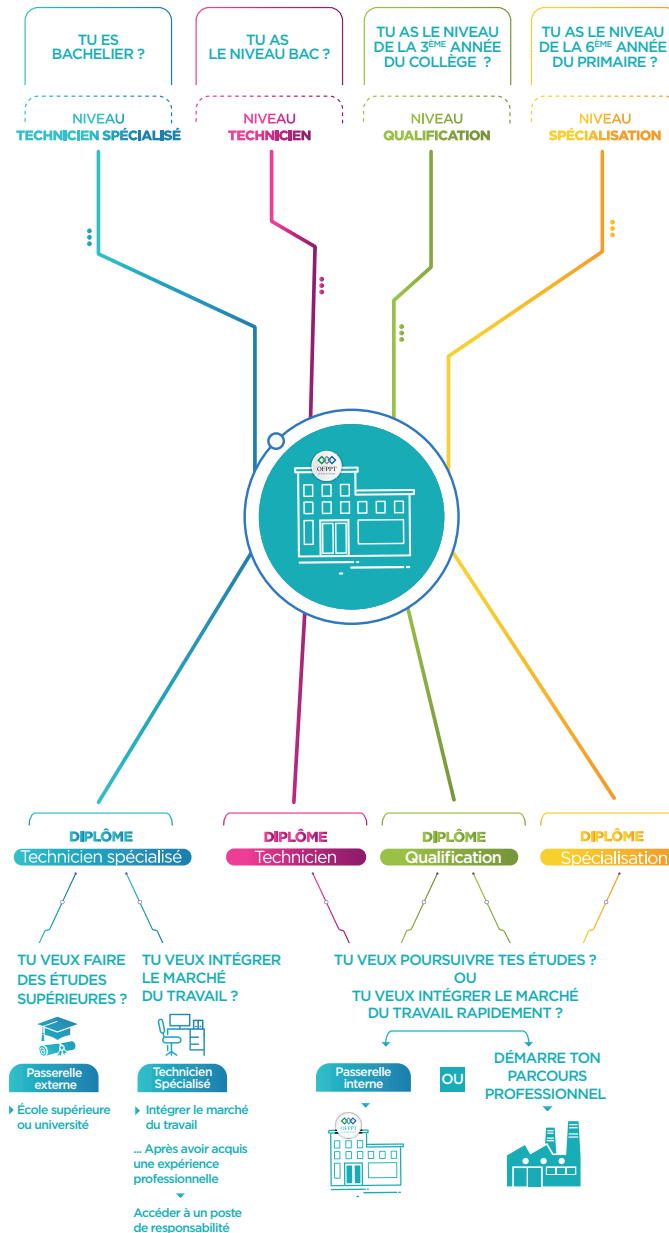 TU ES
BACHELIER ?
TU AS
LE NIVEAU BAC ?
TU AS LE NIVEAU
DE LA 3ÈME ANNÉE
DU COLLÈGE ?
TU AS LE NIVEAU
DE LA 6ÈME ANNÉE
DU PRIMAIRE ?
NIVEAU
TECHNICIEN SPÉCIALISÉ
NIVEAU
TECHNICIEN
NIVEAU
QUALIFICATION
NIVEAU
SPÉCIALISATION
OFPPT
DIPLÔME
Technicien spécialisé
DIPLÔME
Technicien
DIPLÔME
Qualification
DIPLÔME
Spécialisation
TU VEUX FAIRE
DES ÉTUDES
SUPÉRIEURES ?
TU VEUX INTÉGRER
LE MARCHÉ
DU TRAVAIL ?
TU VEUX POURSUIVRE TES ÉTUDES ?
OU
TU VEUX INTÉGRER LE MARCHÉ
DU TRAVAIL RAPIDEMENT ?
Passerelle
externe
École supérieure
ou université
Technicien
Spécialisé
Intégrer le marché
du travail
... Après avoir acquis
une expérience
professionnelle
Accéder à un poste
de responsabilité
Passerelle
interne
OU
DÉMARRE TON
PARCOURS
PROFESSIONNEL
OFPPT